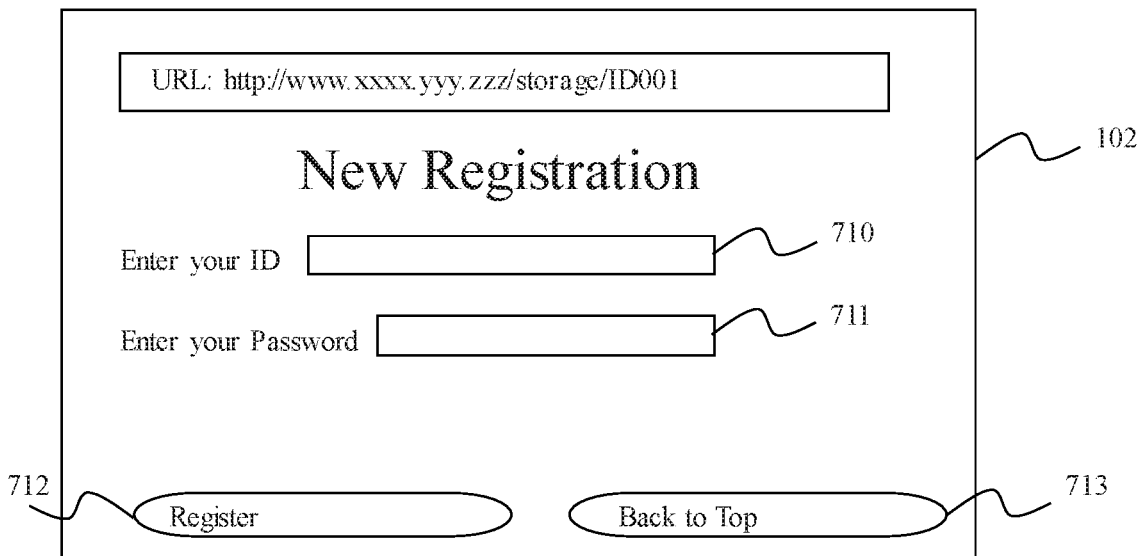 URL: http://www.xxxx.yyy.zzz/storage/ID001
102
New Registration
Enter your ID
710
Enter your Password
711
712
Register
Back to Top
713